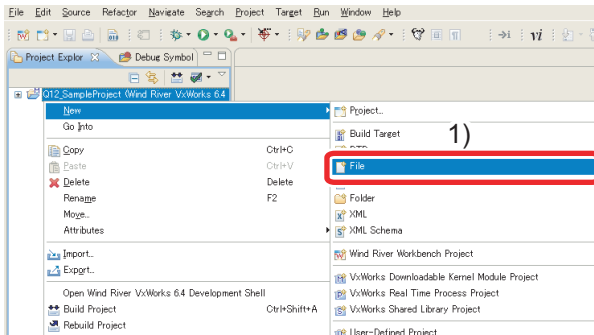 File Edit Source Refactor Navigate Search Project Target Run Window Help
Project Explor Debug Symbol
Q12_SampleProject (Wind River VxWorks 6.4
New
Go Into
Copy Ctrl+C
Paste Ctrl+V
Delete Delete
Rename F2
Move..
Attributes
Import..
Export..
Open Wind River VxWorks 6.4 Development Shell
Build Project Ctrl+Shift+A
Rebuild Project
Project..
Build Target
1)
File
Folder
XML
XML Schema
Wind River Workbench Project
VxWorks Downloadable Kernel Module Project
VxWorks Real Time Process Project
VxWorks Shared Library Project
User-Defined Project